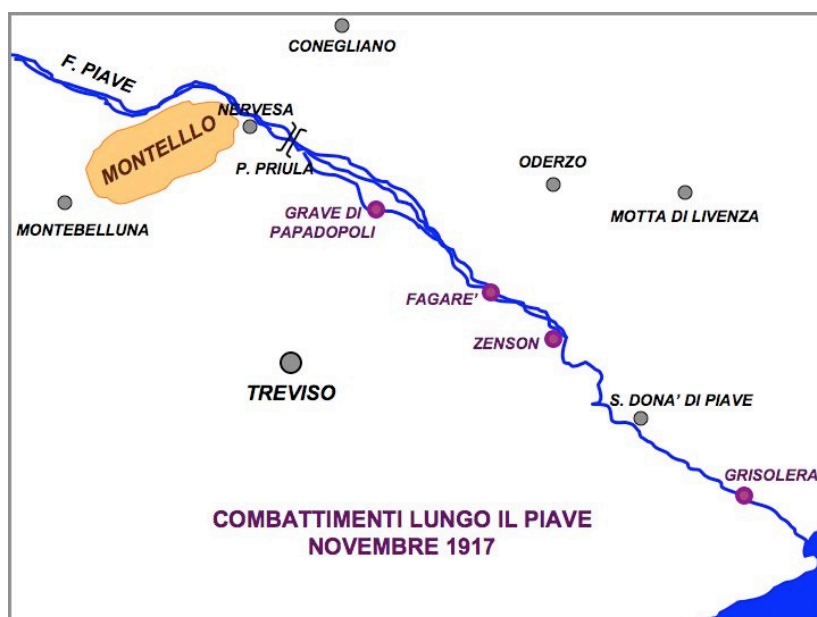 CONEGLIANO
F. PIAVE
NERVESA
MONTELLLO
P. PRIULA
ODERZO
MOTTA DI LIVENZA
MONTEBELLUNA
GRAVE DI
PAPADOPOLI
FAGARE'
ZENSON
TREVISO
S. DONA' DI PIAVE
GRISOLERA
COMBATTIMENTI LUNGO IL PIAVE
NOVEMBRE 1917